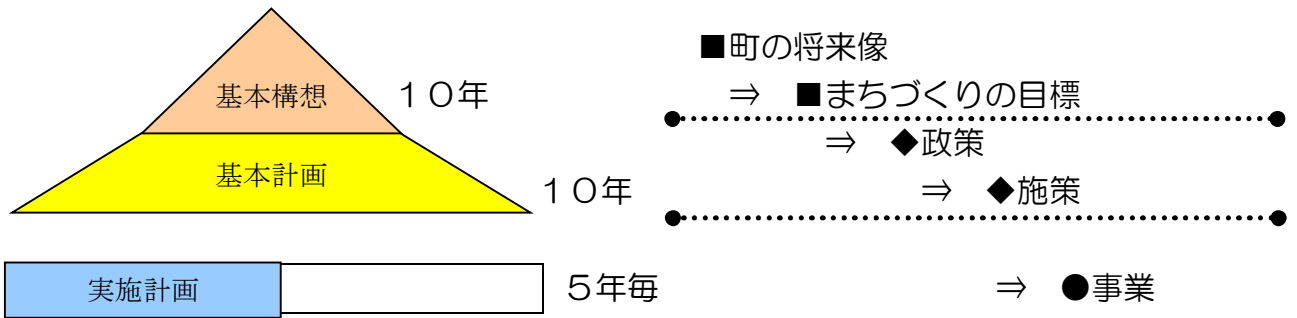 ■町の将来像
基本構想 １０年 ⇒ ■まちづくりの目標
⇒ ◆政策
基本計画
１０年 ⇒ ◆施策
実施計画 ５年毎 ⇒ ●事業